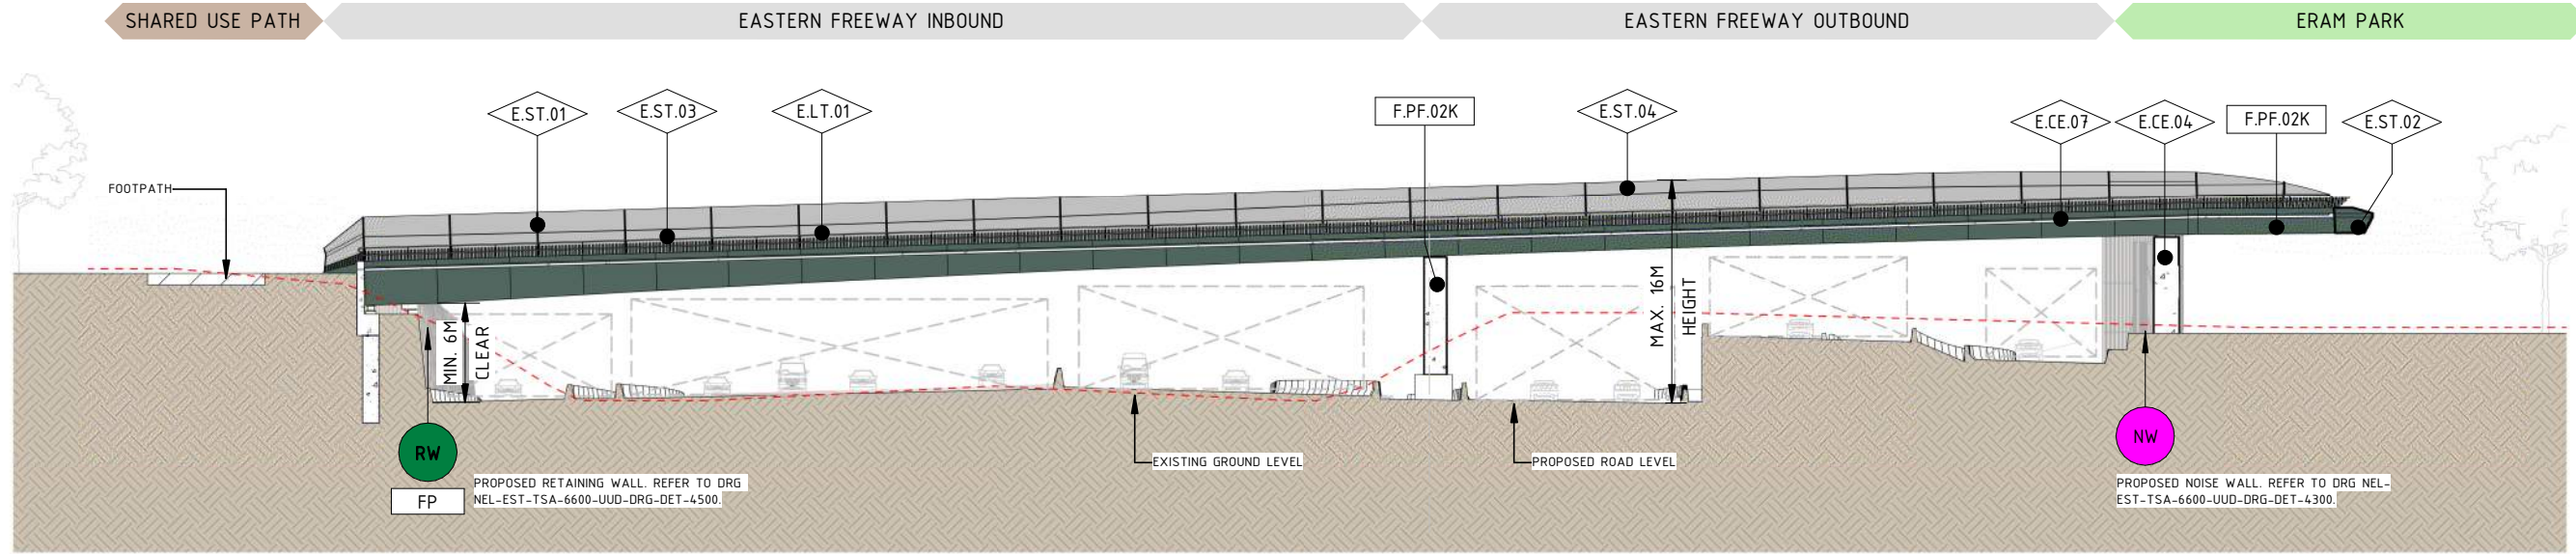 SHARED USE PATH
EASTERN FREEWAY INBOUND
EASTERN FREEWAY OUTBOUND
ERAM PARK
E.ST.01
E.ST.03
E.LT.01
F.PF.02K
E.ST.04
E.CE.07
E.CE.04
F.PF.02K
E.ST.02
FOOTPATH
MIN. 6M
CLEAR
MAX. 16M
HEIGHT
RW
FP
PROPOSED RETAINING WALL. REFER TO DRG
NEL-EST-TSA-6600-UUD-DRG-DET-4500.
EXISTING GROUND LEVEL
PROPOSED ROAD LEVEL
NW
PROPOSED NOISE WALL. REFER TO DRG NEL-
EST-TSA-6600-UUD-DRG-DET-4300.